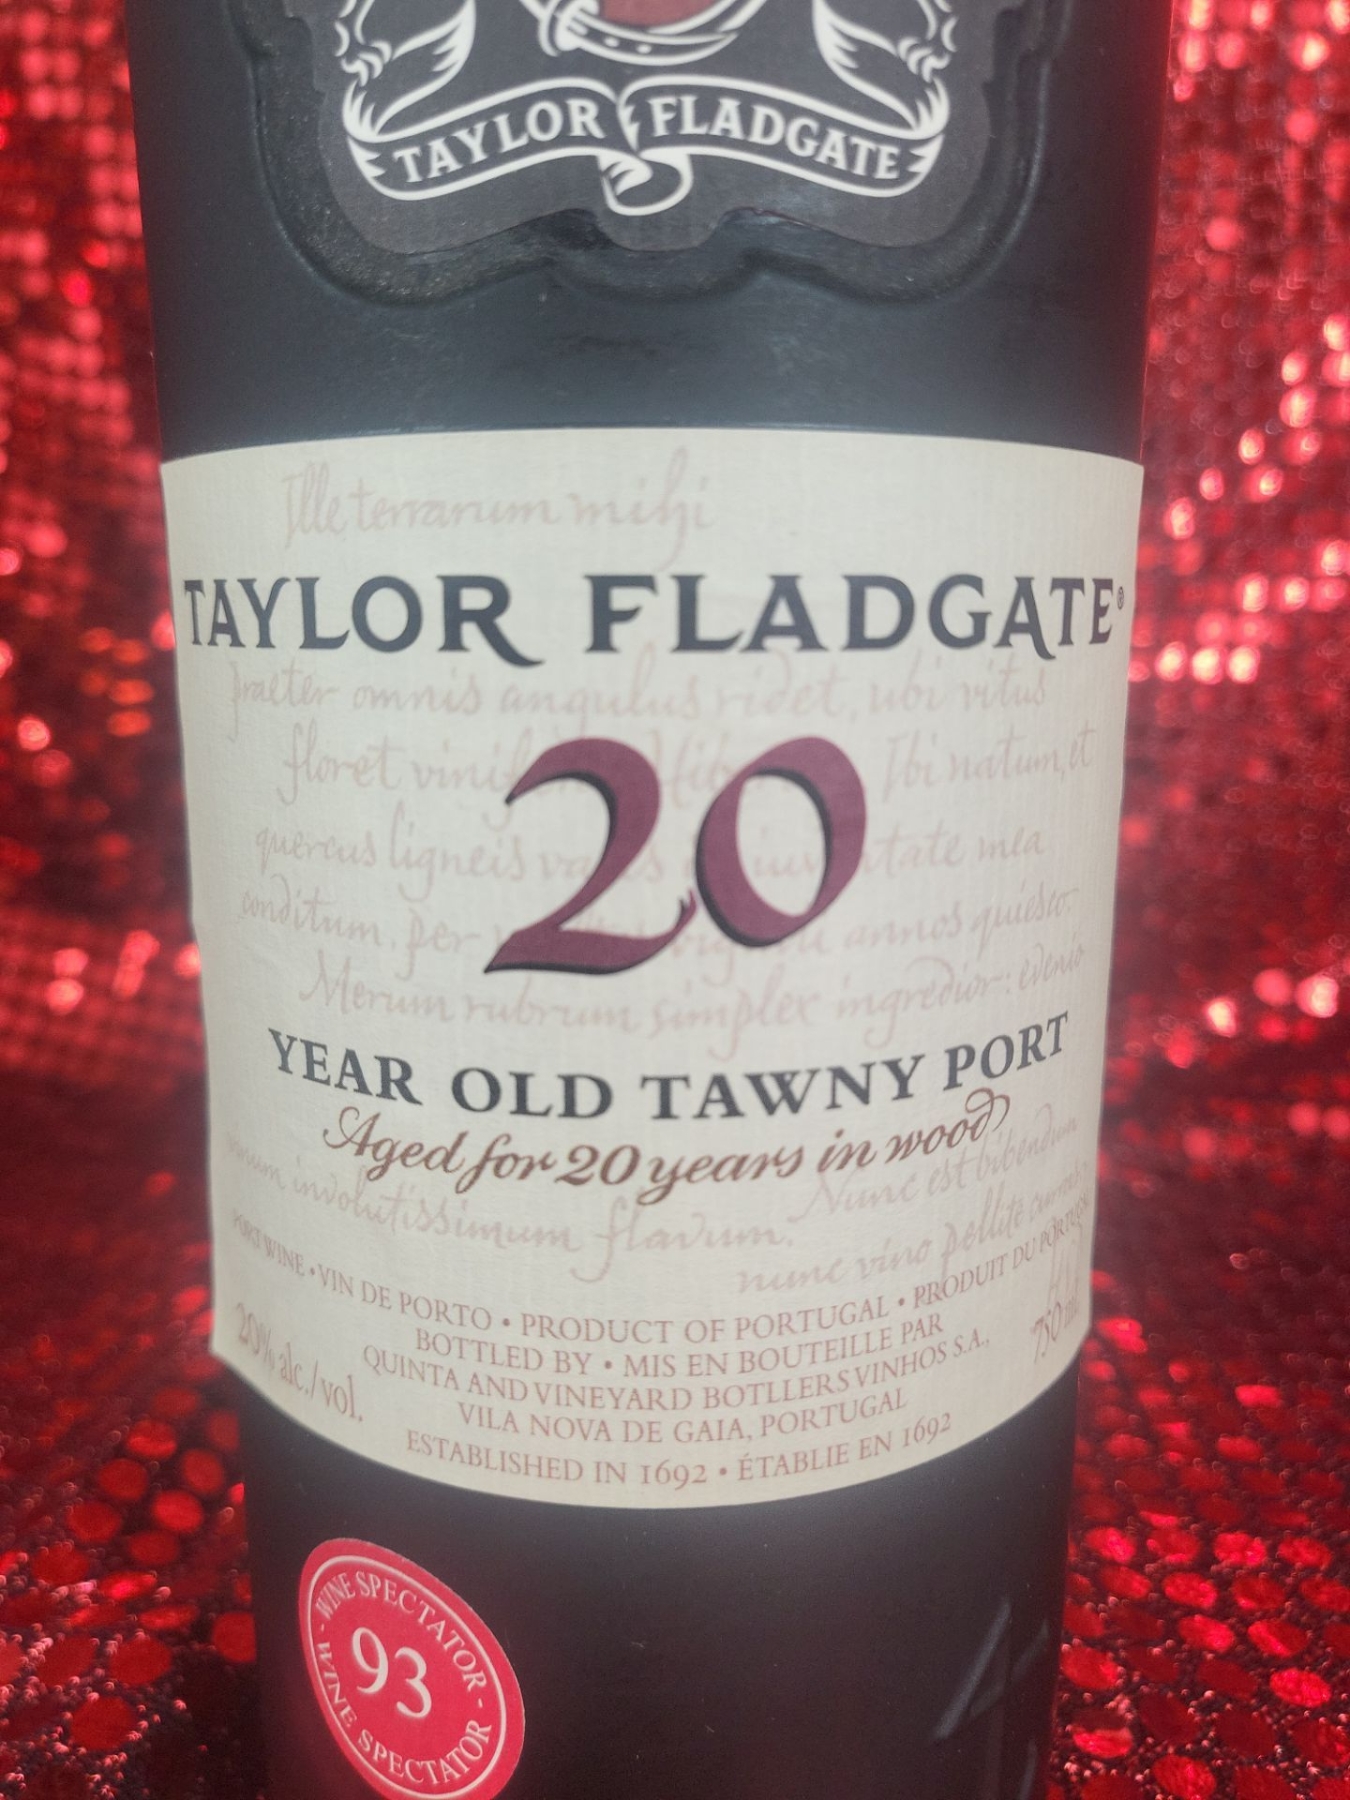 TAYLOR FLADGATE
Ille terrarum mihi
TAYLOR FLADGATE®
praeter omnis angulus ridet, ubi vitus
floret Ibi natum, et
quercus ligneis mea
conditum. per annos quiesco.
Merum rubrum simplex ingredior: evenio
20
YEAR OLD TAWNY PORT
Aged for 20 years in wood
involutissimum flavum. Nunc est bibendum
nunc vino pellite curas
PORT WINE • VIN DE PORTO • PRODUCT OF PORTUGAL • PRODUIT DU PORTUGAL
BOTTLED BY • MIS EN BOUTEILLE PAR
QUINTA AND VINEYARD BOTLLERS VINHOS S.A.,
VILA NOVA DE GAIA, PORTUGAL
ESTABLISHED IN 1692 • ÉTABLIE EN 1692
20% alc./vol.
750 mL
WINE SPECTATOR
93
WINE SPECTATOR